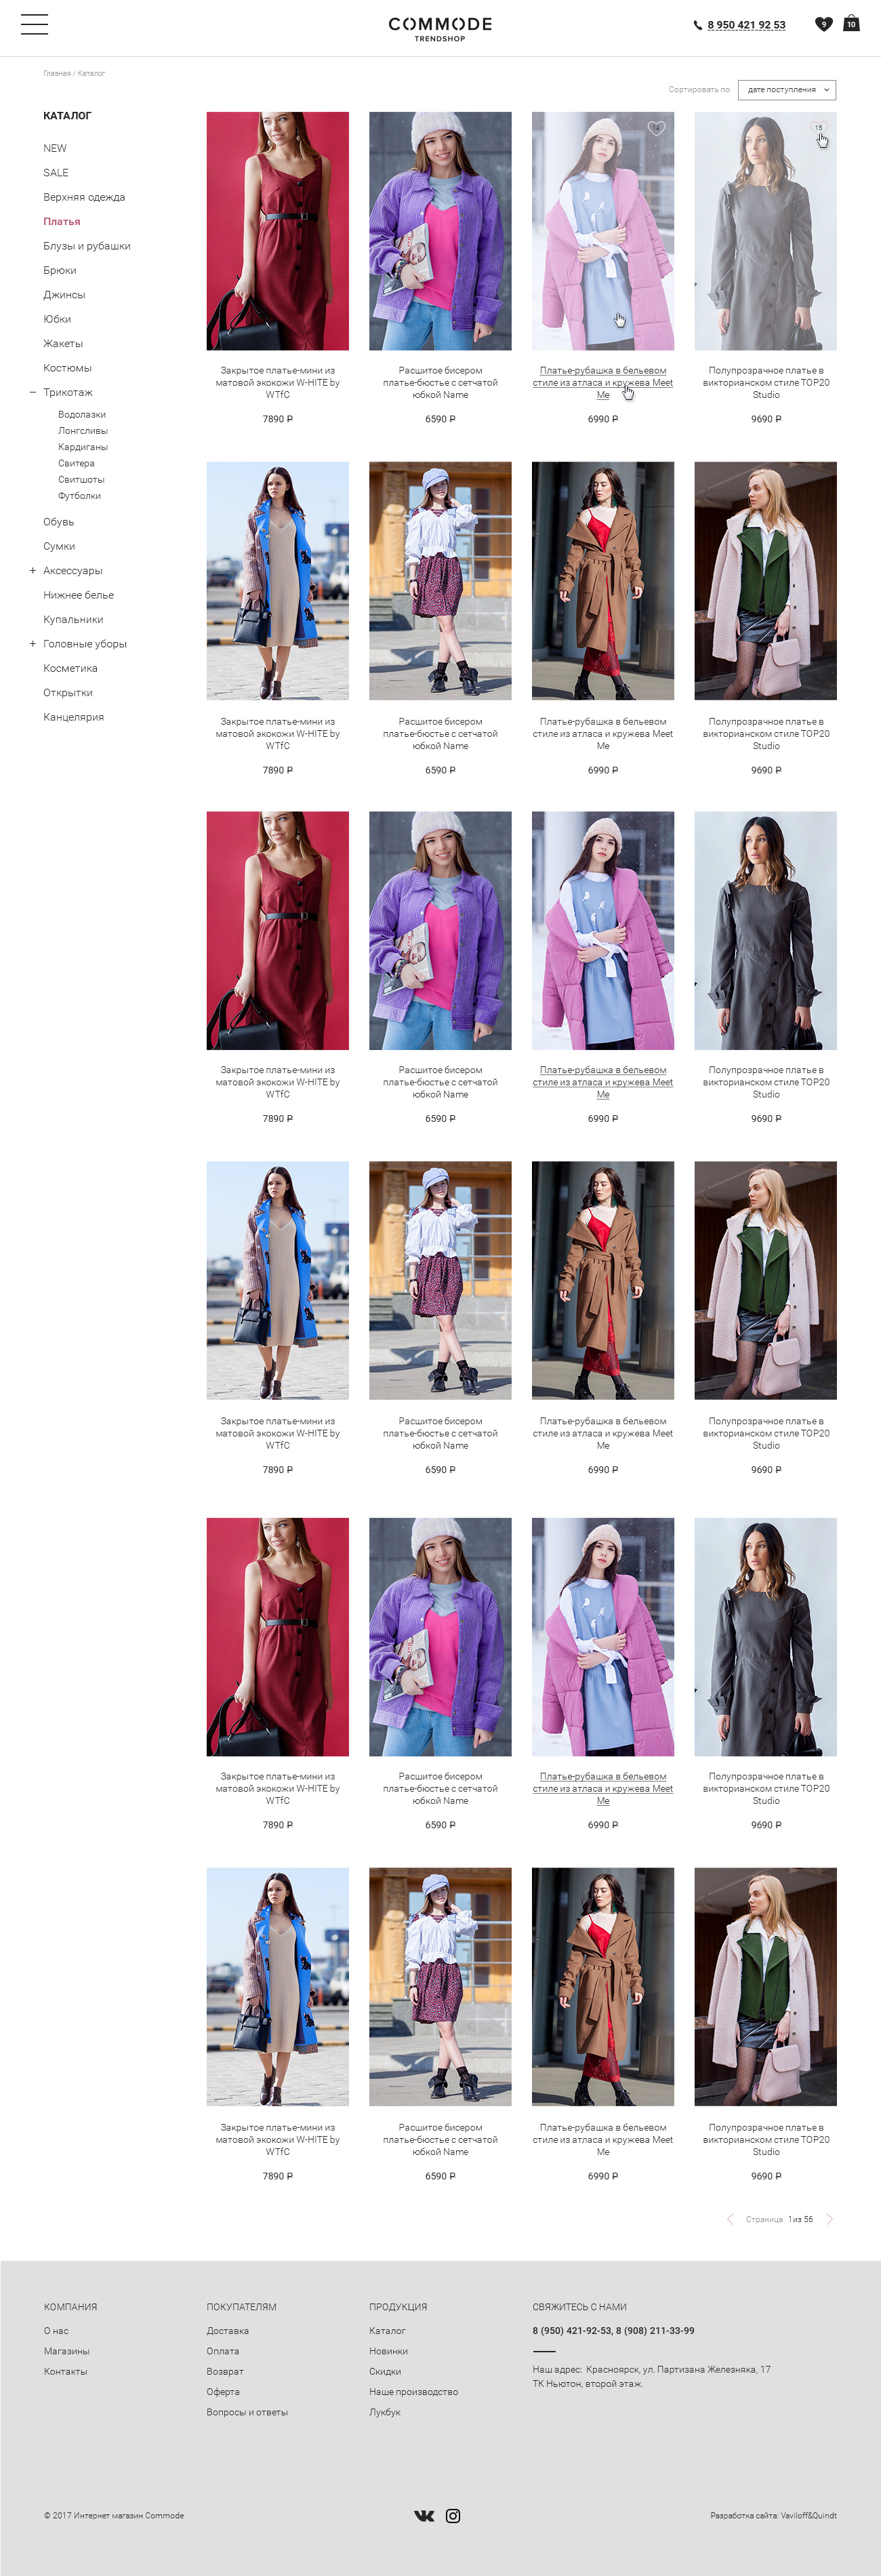 COMMODE
TRENDSHOP
8 950 421 92 53
9
10
Главная / Каталог
Сортировать по
дате поступления
КАТАЛОГ
NEW
SALE
Верхняя одежда
Платья
Блузы и рубашки
Брюки
Джинсы
Юбки
Жакеты
Костюмы
− Трикотаж
Водолазки
Лонгсливы
Кардиганы
Свитера
Свитшоты
Футболки
Обувь
Сумки
+ Аксессуары
Нижнее белье
Купальники
+ Головные уборы
Косметика
Открытки
Канцелярия
14
15
Закрытое платье-мини из
матовой экокожи W-HITE by
WTfC
7890 ₽
Расшитое бисером
платье-бюстье с сетчатой
юбкой Name
6590 ₽
Платье-рубашка в бельевом
стиле из атласа и кружева Meet
Me
6990 ₽
Полупрозрачное платье в
викторианском стиле TOP20
Studio
9690 ₽
Закрытое платье-мини из
матовой экокожи W-HITE by
WTfC
7890 ₽
Расшитое бисером
платье-бюстье с сетчатой
юбкой Name
6590 ₽
Платье-рубашка в бельевом
стиле из атласа и кружева Meet
Me
6990 ₽
Полупрозрачное платье в
викторианском стиле TOP20
Studio
9690 ₽
Закрытое платье-мини из
матовой экокожи W-HITE by
WTfC
7890 ₽
Расшитое бисером
платье-бюстье с сетчатой
юбкой Name
6590 ₽
Платье-рубашка в бельевом
стиле из атласа и кружева Meet
Me
6990 ₽
Полупрозрачное платье в
викторианском стиле TOP20
Studio
9690 ₽
Закрытое платье-мини из
матовой экокожи W-HITE by
WTfC
7890 ₽
Расшитое бисером
платье-бюстье с сетчатой
юбкой Name
6590 ₽
Платье-рубашка в бельевом
стиле из атласа и кружева Meet
Me
6990 ₽
Полупрозрачное платье в
викторианском стиле TOP20
Studio
9690 ₽
Закрытое платье-мини из
матовой экокожи W-HITE by
WTfC
7890 ₽
Расшитое бисером
платье-бюстье с сетчатой
юбкой Name
6590 ₽
Платье-рубашка в бельевом
стиле из атласа и кружева Meet
Me
6990 ₽
Полупрозрачное платье в
викторианском стиле TOP20
Studio
9690 ₽
Закрытое платье-мини из
матовой экокожи W-HITE by
WTfC
7890 ₽
Расшитое бисером
платье-бюстье с сетчатой
юбкой Name
6590 ₽
Платье-рубашка в бельевом
стиле из атласа и кружева Meet
Me
6990 ₽
Полупрозрачное платье в
викторианском стиле TOP20
Studio
9690 ₽
Страница 1из 56
КОМПАНИЯ
О нас
Магазины
Контакты
ПОКУПАТЕЛЯМ
Доставка
Оплата
Возврат
Оферта
Вопросы и ответы
ПРОДУКЦИЯ
Каталог
Новинки
Скидки
Наше производство
Лукбук
СВЯЖИТЕСЬ С НАМИ
8 (950) 421-92-53, 8 (908) 211-33-99
Наш адрес: Красноярск, ул. Партизана Железняка, 17
ТК Ньютон, второй этаж.
© 2017 Интернет магазин Commode
Разработка сайта: Vaviloff&Quindt